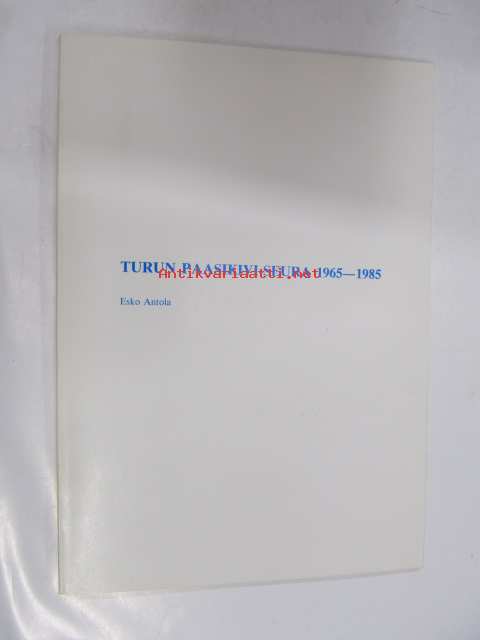 TURUN PAASIKIVI-SEURA 1965—1985
Antikvariaatti.net
Esko Antola